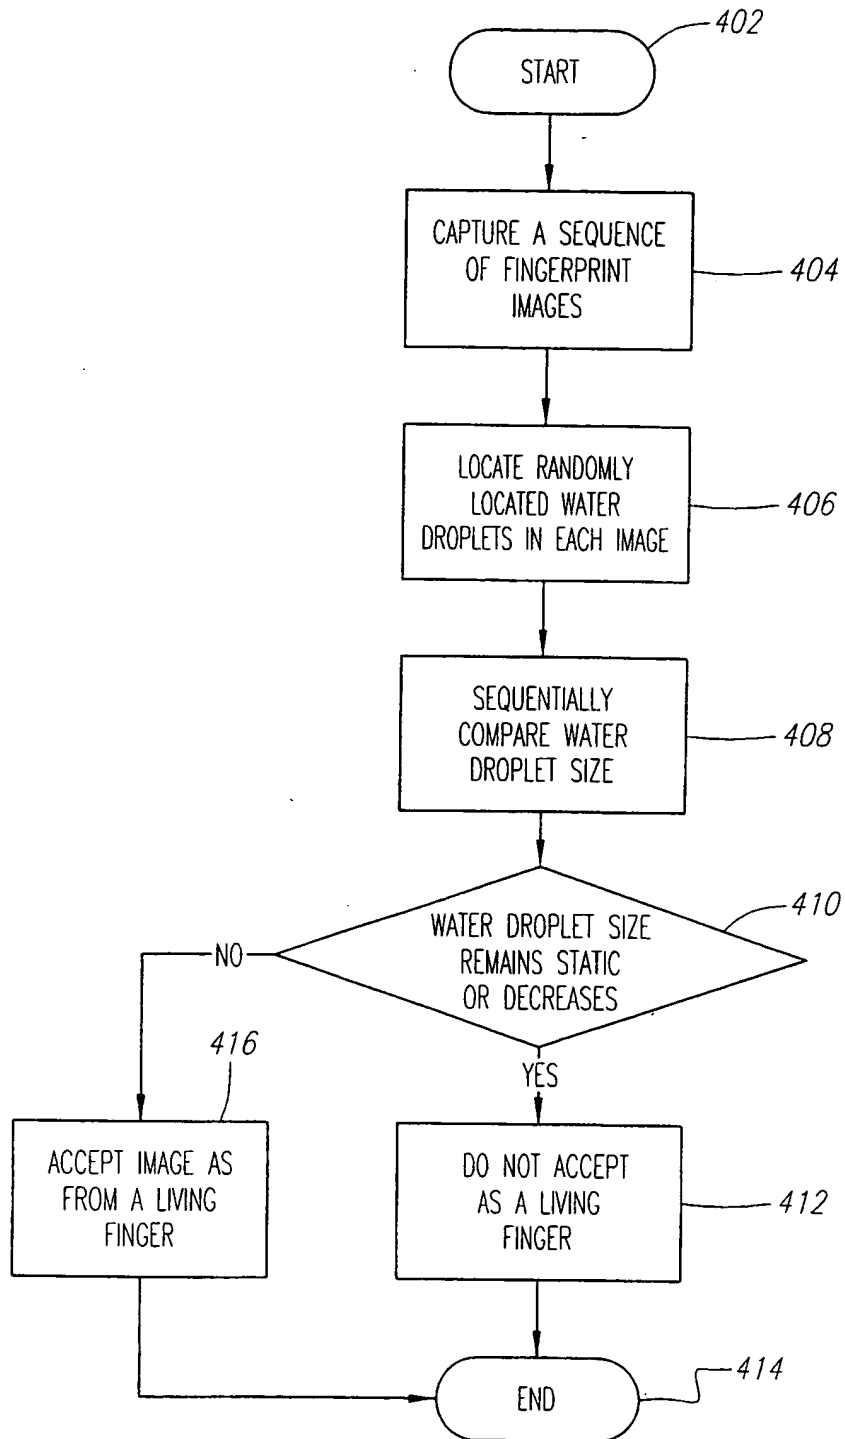 402
START
CAPTURE A SEQUENCE
OF FINGERPRINT
IMAGES
404
LOCATE RANDOMLY
LOCATED WATER
DROPLETS IN EACH IMAGE
406
SEQUENTIALLY
COMPARE WATER
DROPLET SIZE
408
410
WATER DROPLET SIZE
REMAINS STATIC
OR DECREASES
NO
YES
416
ACCEPT IMAGE AS
FROM A LIVING
FINGER
DO NOT ACCEPT
AS A LIVING
FINGER
412
END
414